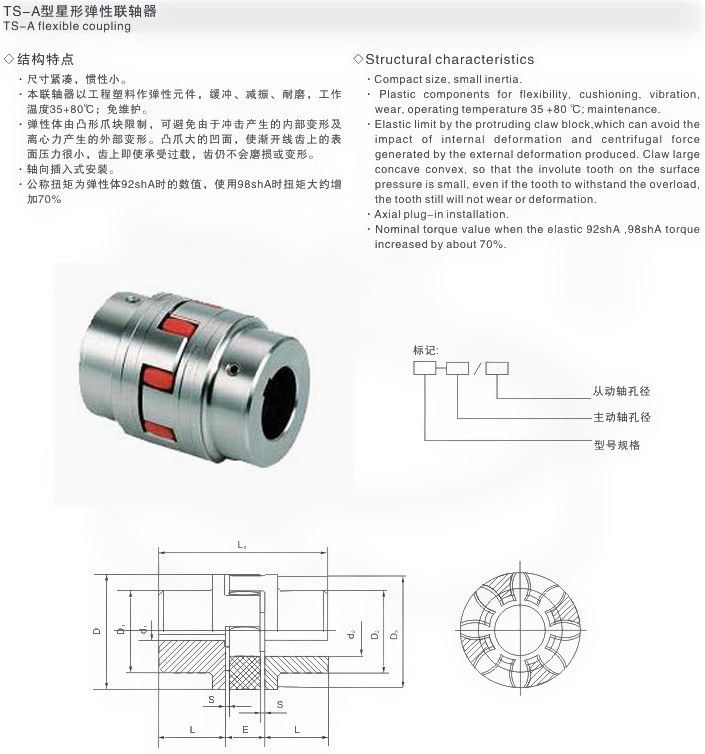 TS-A型星形弹性联轴器
TS-A flexible coupling
◇结构特点
· 尺寸紧凑，惯性小。
· 本联轴器以工程塑料作弹性元件，缓冲、减振、耐磨，工作
温度35+80℃；免维护。
· 弹性体由凸形爪块限制，可避免由于冲击产生的内部变形及
离心力产生的外部变形。凸爪大的凹面，使渐开线齿上的表
面压力很小，齿上即使承受过载，齿仍不会磨损或变形。
· 轴向插入式安装。
· 公称扭矩为弹性体92shA时的数值，使用98shA时扭矩大约增
加70%
◇Structural characteristics
· Compact size, small inertia.
· Plastic components for flexibility, cushioning, vibration,
wear, operating temperature 35 +80 ℃; maintenance.
· Elastic limit by the protruding claw block,which can avoid the
impact of internal deformation and centrifugal force
generated by the external deformation produced. Claw large
concave convex, so that the involute tooth on the surface
pressure is small, even if the tooth to withstand the overload,
the tooth still will not wear or deformation.
· Axial plug-in installation.
· Nominal torque value when the elastic 92shA ,98shA torque
increased by about 70%.
标记:
□-□/□
从动轴孔径
主动轴孔径
型号规格
L₂
D
D₁
d₁
d₂
D₂
D₃
S
S
L
E
L